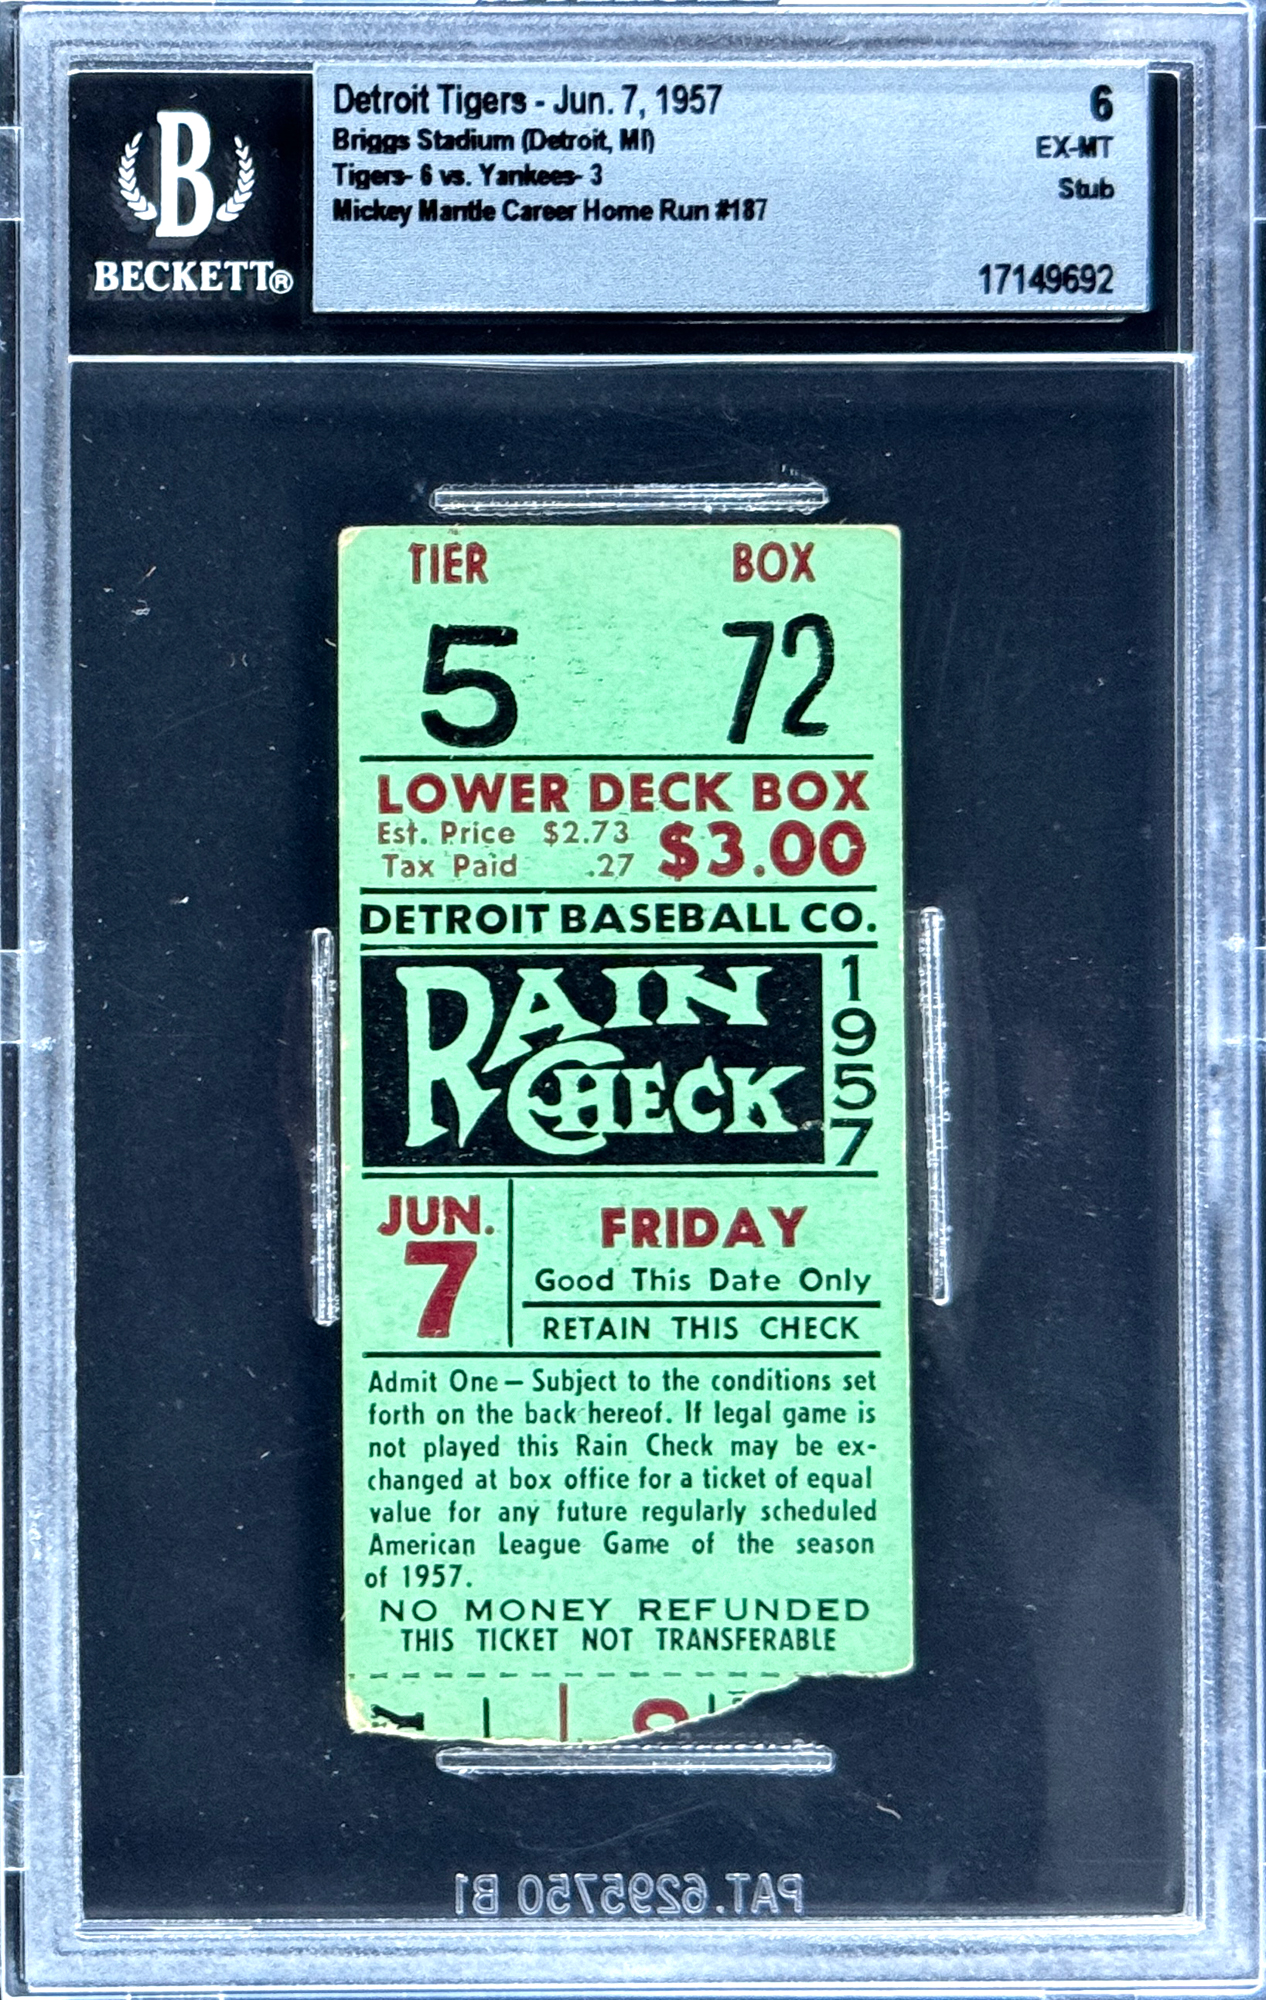 B
BECKETT®
Detroit Tigers - Jun. 7, 1957
Briggs Stadium (Detroit, MI)
Tigers- 6 vs. Yankees- 3
Mickey Mantle Career Home Run #187
6
EX-MT
Stub
17149692
TIER BOX
5 72
LOWER DECK BOX
Est. Price $2.73
Tax Paid .27
$3.00
DETROIT BASEBALL CO.
RAIN CHECK
1957
JUN.
7
FRIDAY
Good This Date Only
RETAIN THIS CHECK
Admit One — Subject to the conditions set
forth on the back hereof. If legal game is
not played this Rain Check may be ex-
changed at box office for a ticket of equal
value for any future regularly scheduled
American League Game of the season
of 1957.
NO MONEY REFUNDED
THIS TICKET NOT TRANSFERABLE
PAT.6295750 B1